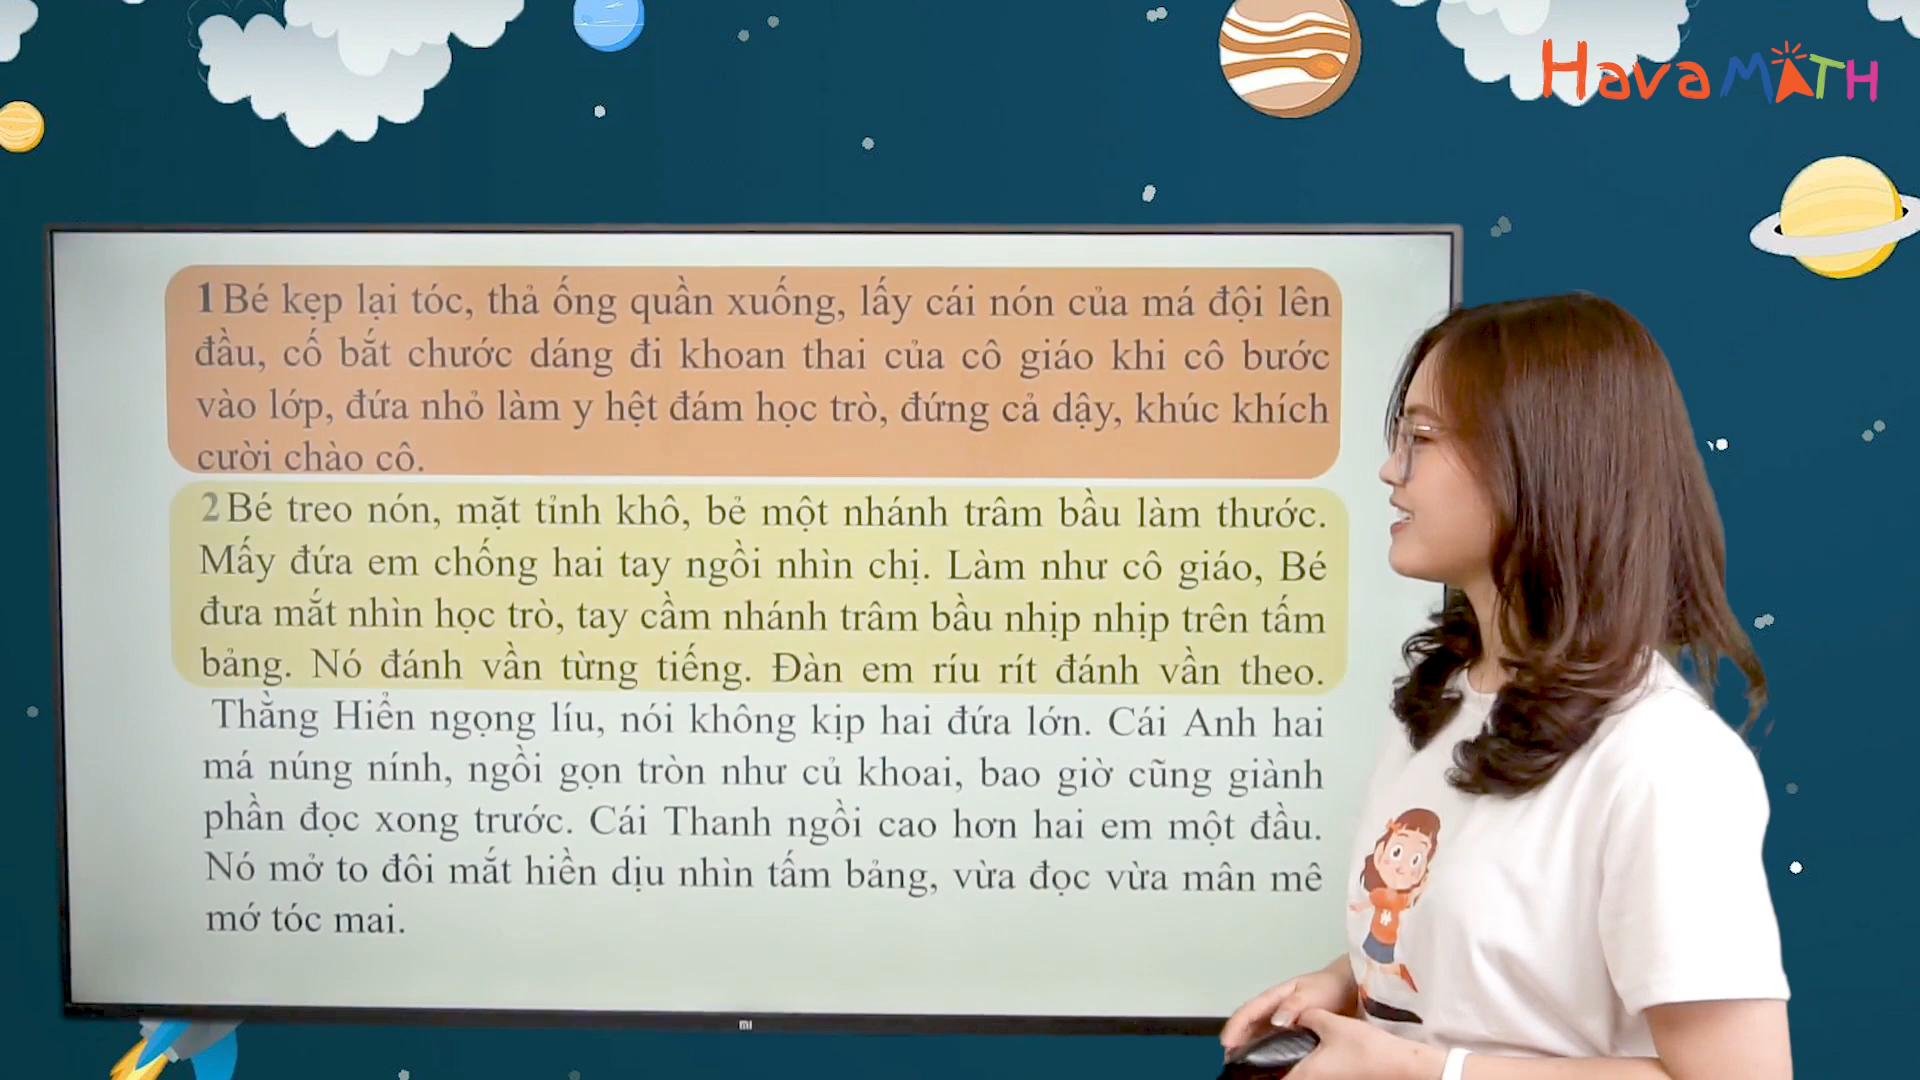 HavaMATH
1 Bé kẹp lại tóc, thả ống quần xuống, lấy cái nón của má đội lên
đầu, cố bắt chước dáng đi khoan thai của cô giáo khi cô bước
vào lớp, đứa nhỏ làm y hệt đám học trò, đứng cả dậy, khúc khích
cười chào cô.
2 Bé treo nón, mặt tỉnh khô, bẻ một nhánh trâm bầu làm thước.
Mấy đứa em chống hai tay ngồi nhìn chị. Làm như cô giáo, Bé
đưa mắt nhìn học trò, tay cầm nhánh trâm bầu nhịp nhịp trên tấm
bảng. Nó đánh vần từng tiếng. Đàn em ríu rít đánh vần theo.
Thằng Hiển ngọng líu, nói không kịp hai đứa lớn. Cái Anh hai
má núng nính, ngồi gọn tròn như củ khoai, bao giờ cũng giành
phần đọc xong trước. Cái Thanh ngồi cao hơn hai em một đầu.
Nó mở to đôi mắt hiền dịu nhìn tấm bảng, vừa đọc vừa mân mê
mớ tóc mai.
mi